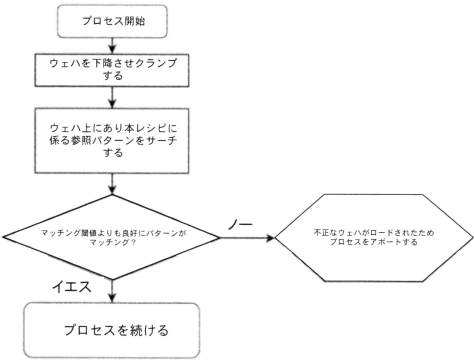 プロセス開始
ウェハを下降させクランプ
する
ウェハ上にあり本レシピに
係る参照パターンをサーチ
する
マッチング閾値よりも良好にパターンが
マッチング？
ノー
不正なウェハがロードされたため
プロセスをアボートする
イエス
プロセスを続ける